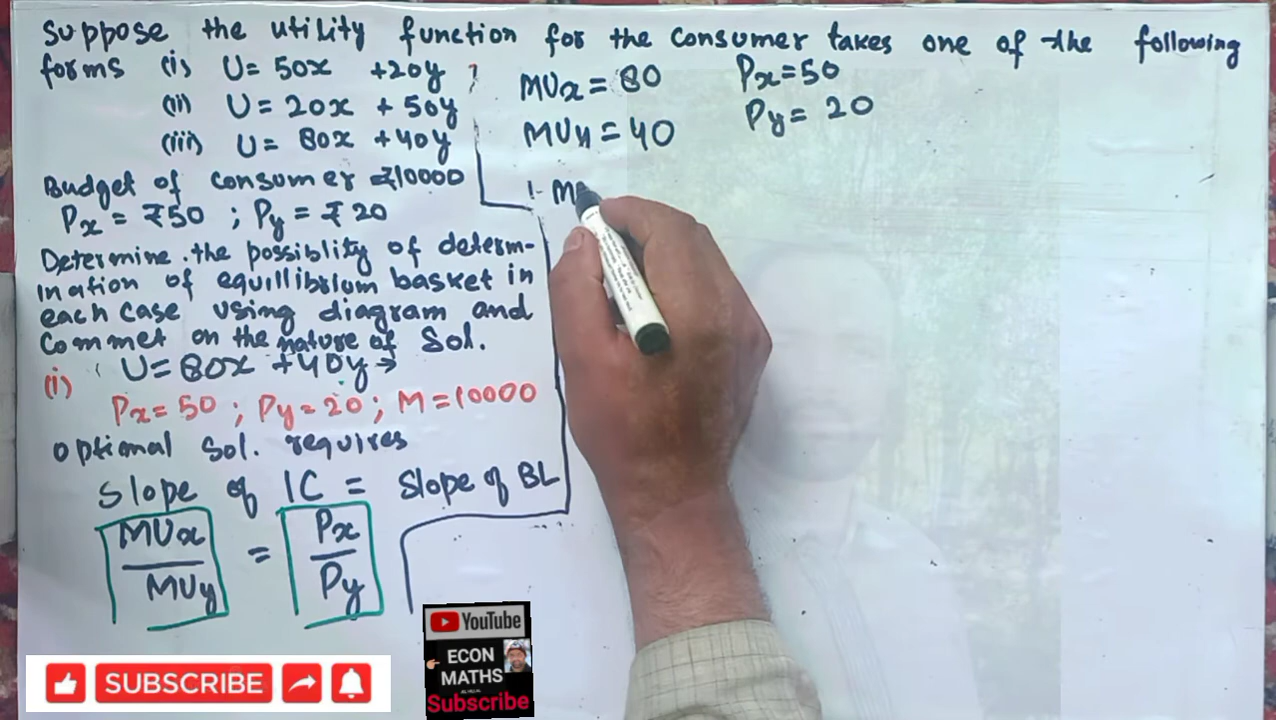 Suppose the utility function for the consumer takes one of the following
forms (i) U= 50x +20y ?
(ii) U= 20x + 50y
(iii) U= 80x +40y
Budget of consumer = ₹10000
Px = ₹50 ; Py = ₹20
Determine .the possiblity of determ-
ination of equillibrium basket in
each case using diagram and
Commet on the nature of Sol.
U= 80x +40y →
(i)
Px= 50 ; Py=20; M=10000
Optimal Sol. requires
Slope of IC = Slope of BL
MUx
MUy
=
Px
Py
MUx = 80
MUy = 40
Px=50
Py= 20
YouTube
ECON
MATHS
Subscribe
SUBSCRIBE